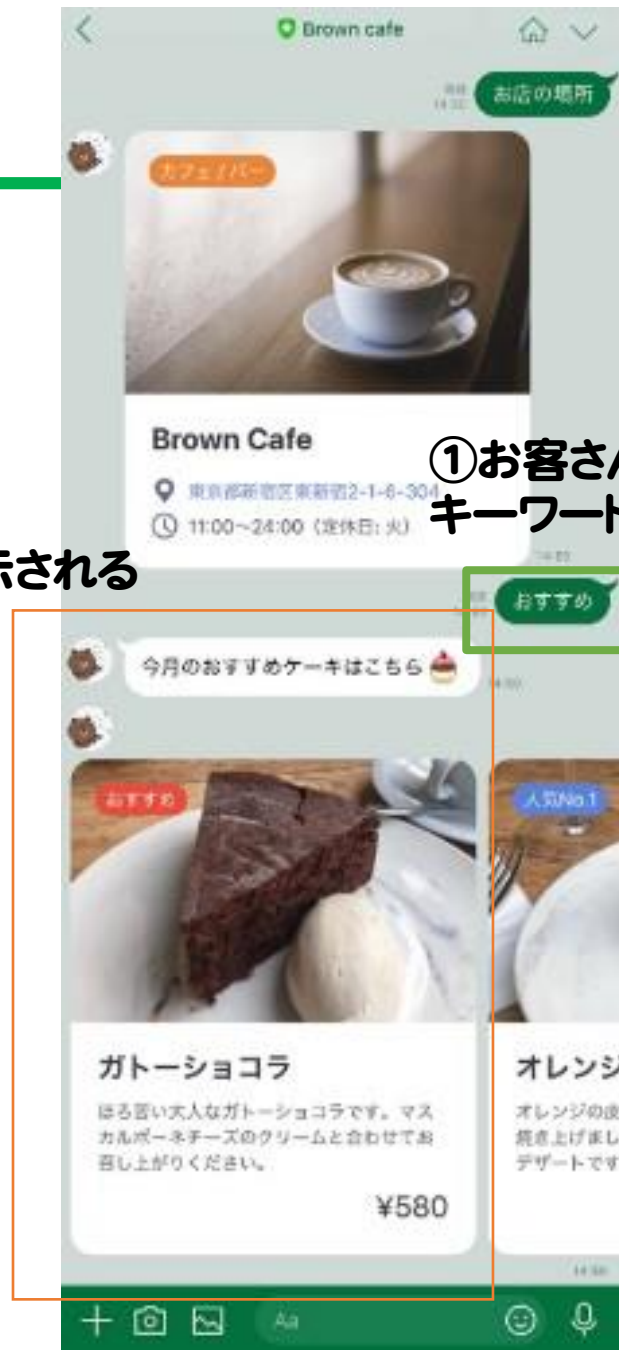 Brown cafe
お店の場所
カフェ / バー
Brown Cafe
東京都新宿区東新宿2-1-6-304
11:00~24:00 (定休日: 火)
①お客さん
キーワード
示される
おすすめ
今月のおすすめケーキはこちら
おすすめ
人気No.1
ガトーショコラ
ほろ苦い大人なガトーショコラです。マス
カルポーネチーズのクリームと合わせてお
召し上がりください。
¥580
オレンジ
オレンジの皮
焼き上げまし
デザートです
Aa